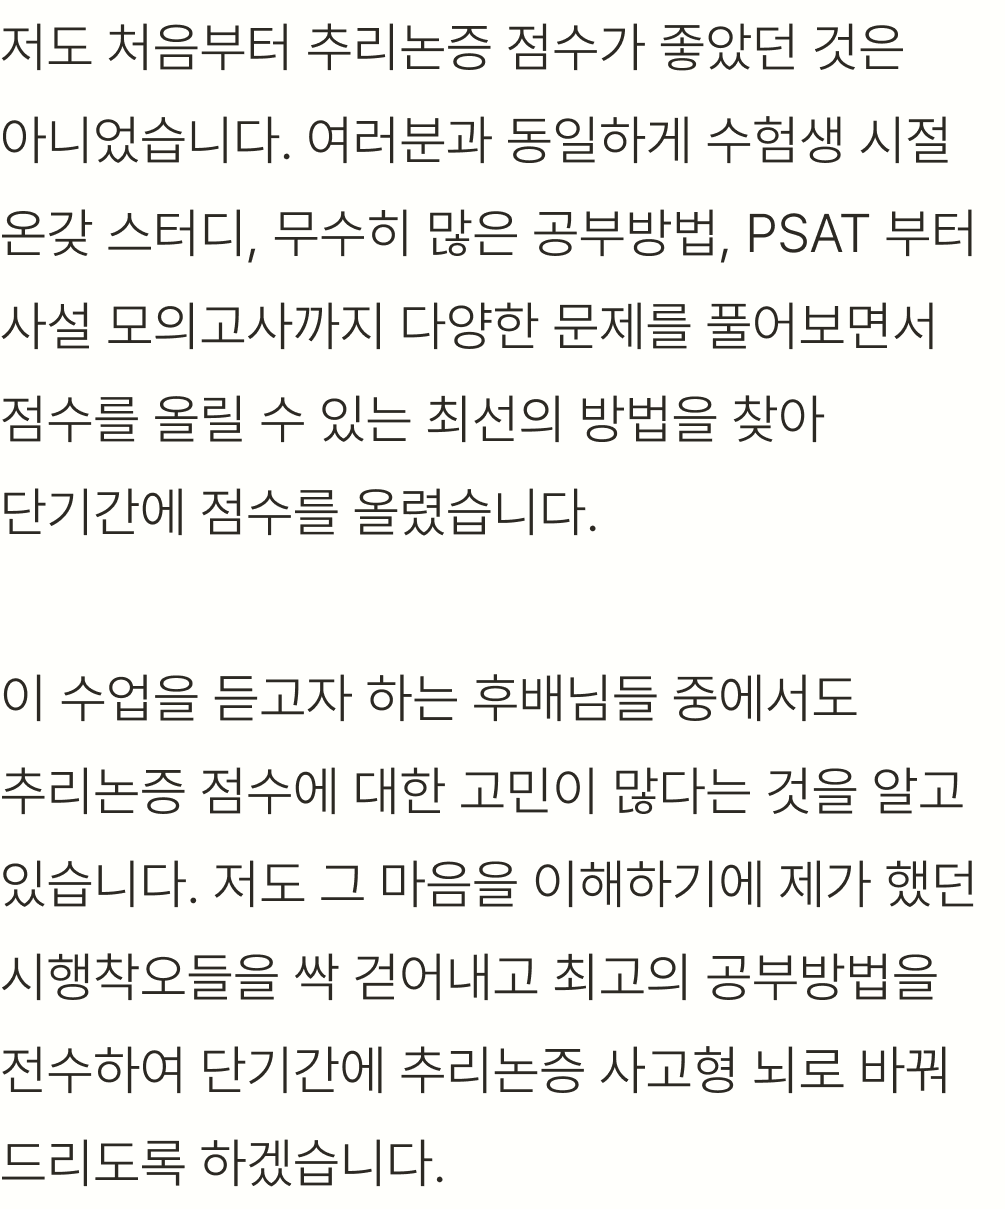 저도 처음부터 추리논증 점수가 좋았던 것은
아니었습니다. 여러분과 동일하게 수험생 시절
온갖 스터디, 무수히 많은 공부방법, PSAT 부터
사설 모의고사까지 다양한 문제를 풀어보면서
점수를 올릴 수 있는 최선의 방법을 찾아
단기간에 점수를 올렸습니다.
이 수업을 듣고자 하는 후배님들 중에서도
추리논증 점수에 대한 고민이 많다는 것을 알고
있습니다. 저도 그 마음을 이해하기에 제가 했던
시행착오들을 싹 걷어내고 최고의 공부방법을
전수하여 단기간에 추리논증 사고형 뇌로 바꿔
드리도록 하겠습니다.